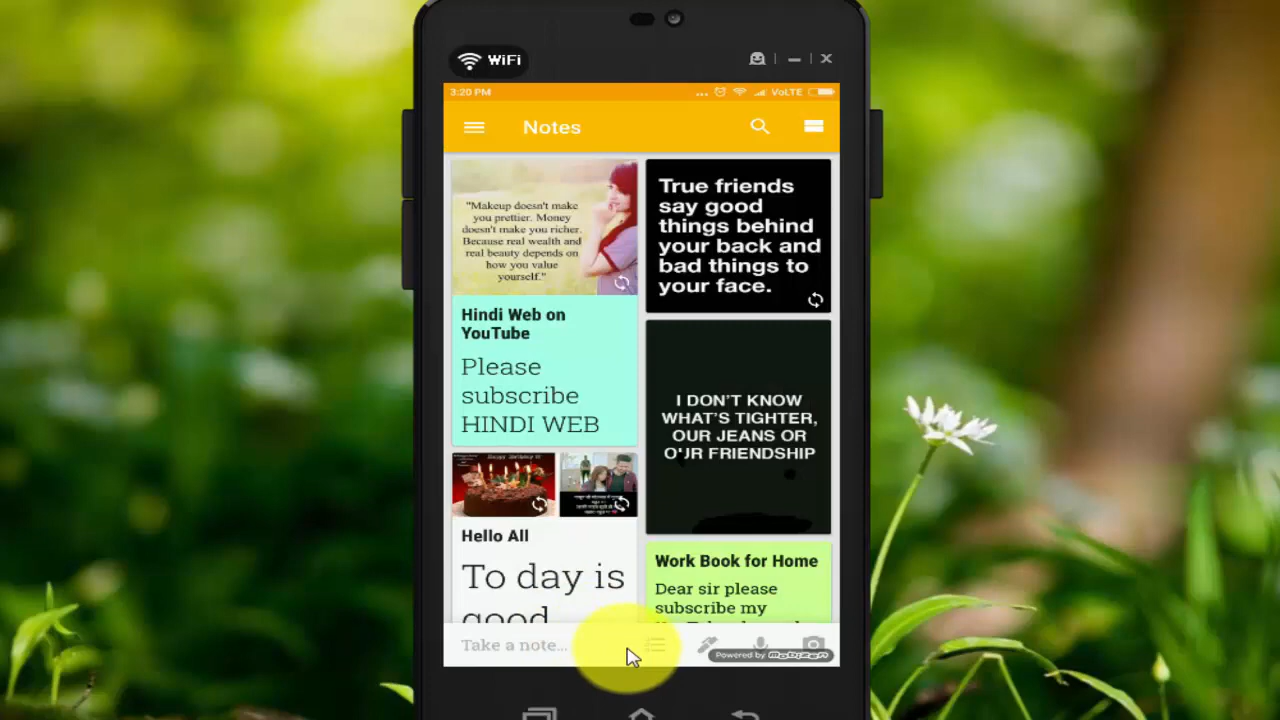 WiFi
3:20 PM
VoLTE
Notes
"Makeup doesn't make
you prettier. Money
doesn't make you richer.
Because real wealth and
real beauty depends on
how you value
yourself."
True friends
say good
things behind
your back and
bad things to
your face.
Hindi Web on
YouTube
Please
subscribe
HINDI WEB
I DON'T KNOW
WHAT'S TIGHTER,
OUR JEANS OR
O'JR FRIENDSHIP
Hello All
To day is
good
Work Book for Home
Dear sir please
subscribe my
Take a note...
Powered by Mobizen